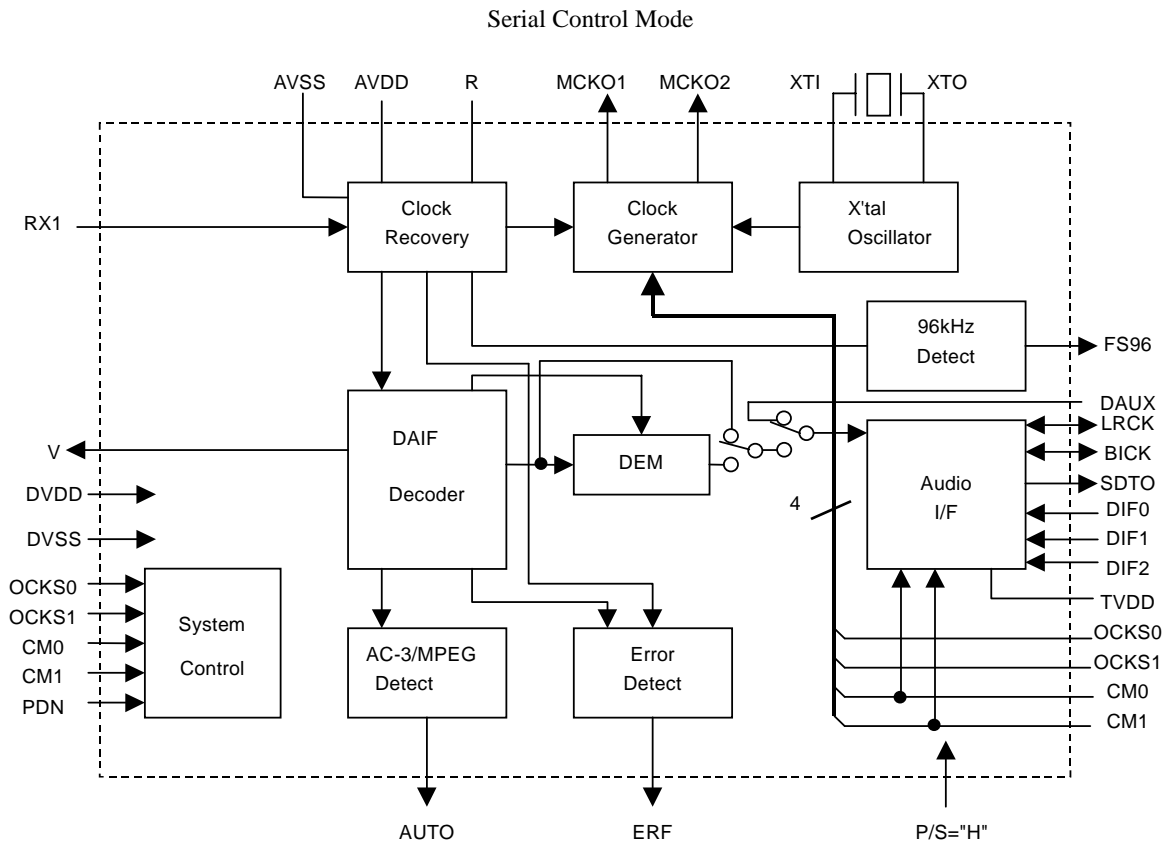 Serial Control Mode
AVSS
AVDD
R
MCKO1
MCKO2
XTI
XTO
RX1
Clock
Recovery
Clock
Generator
X'tal
Oscillator
96kHz
Detect
FS96
DAUX
LRCK
BICK
SDTO
DIF0
DIF1
DIF2
TVDD
OCKS0
OCKS1
CM0
CM1
V
DAIF
Decoder
DEM
Audio
I/F
4
DVDD
DVSS
OCKS0
OCKS1
CM0
CM1
PDN
System
Control
AC-3/MPEG
Detect
Error
Detect
AUTO
ERF
P/S="H"